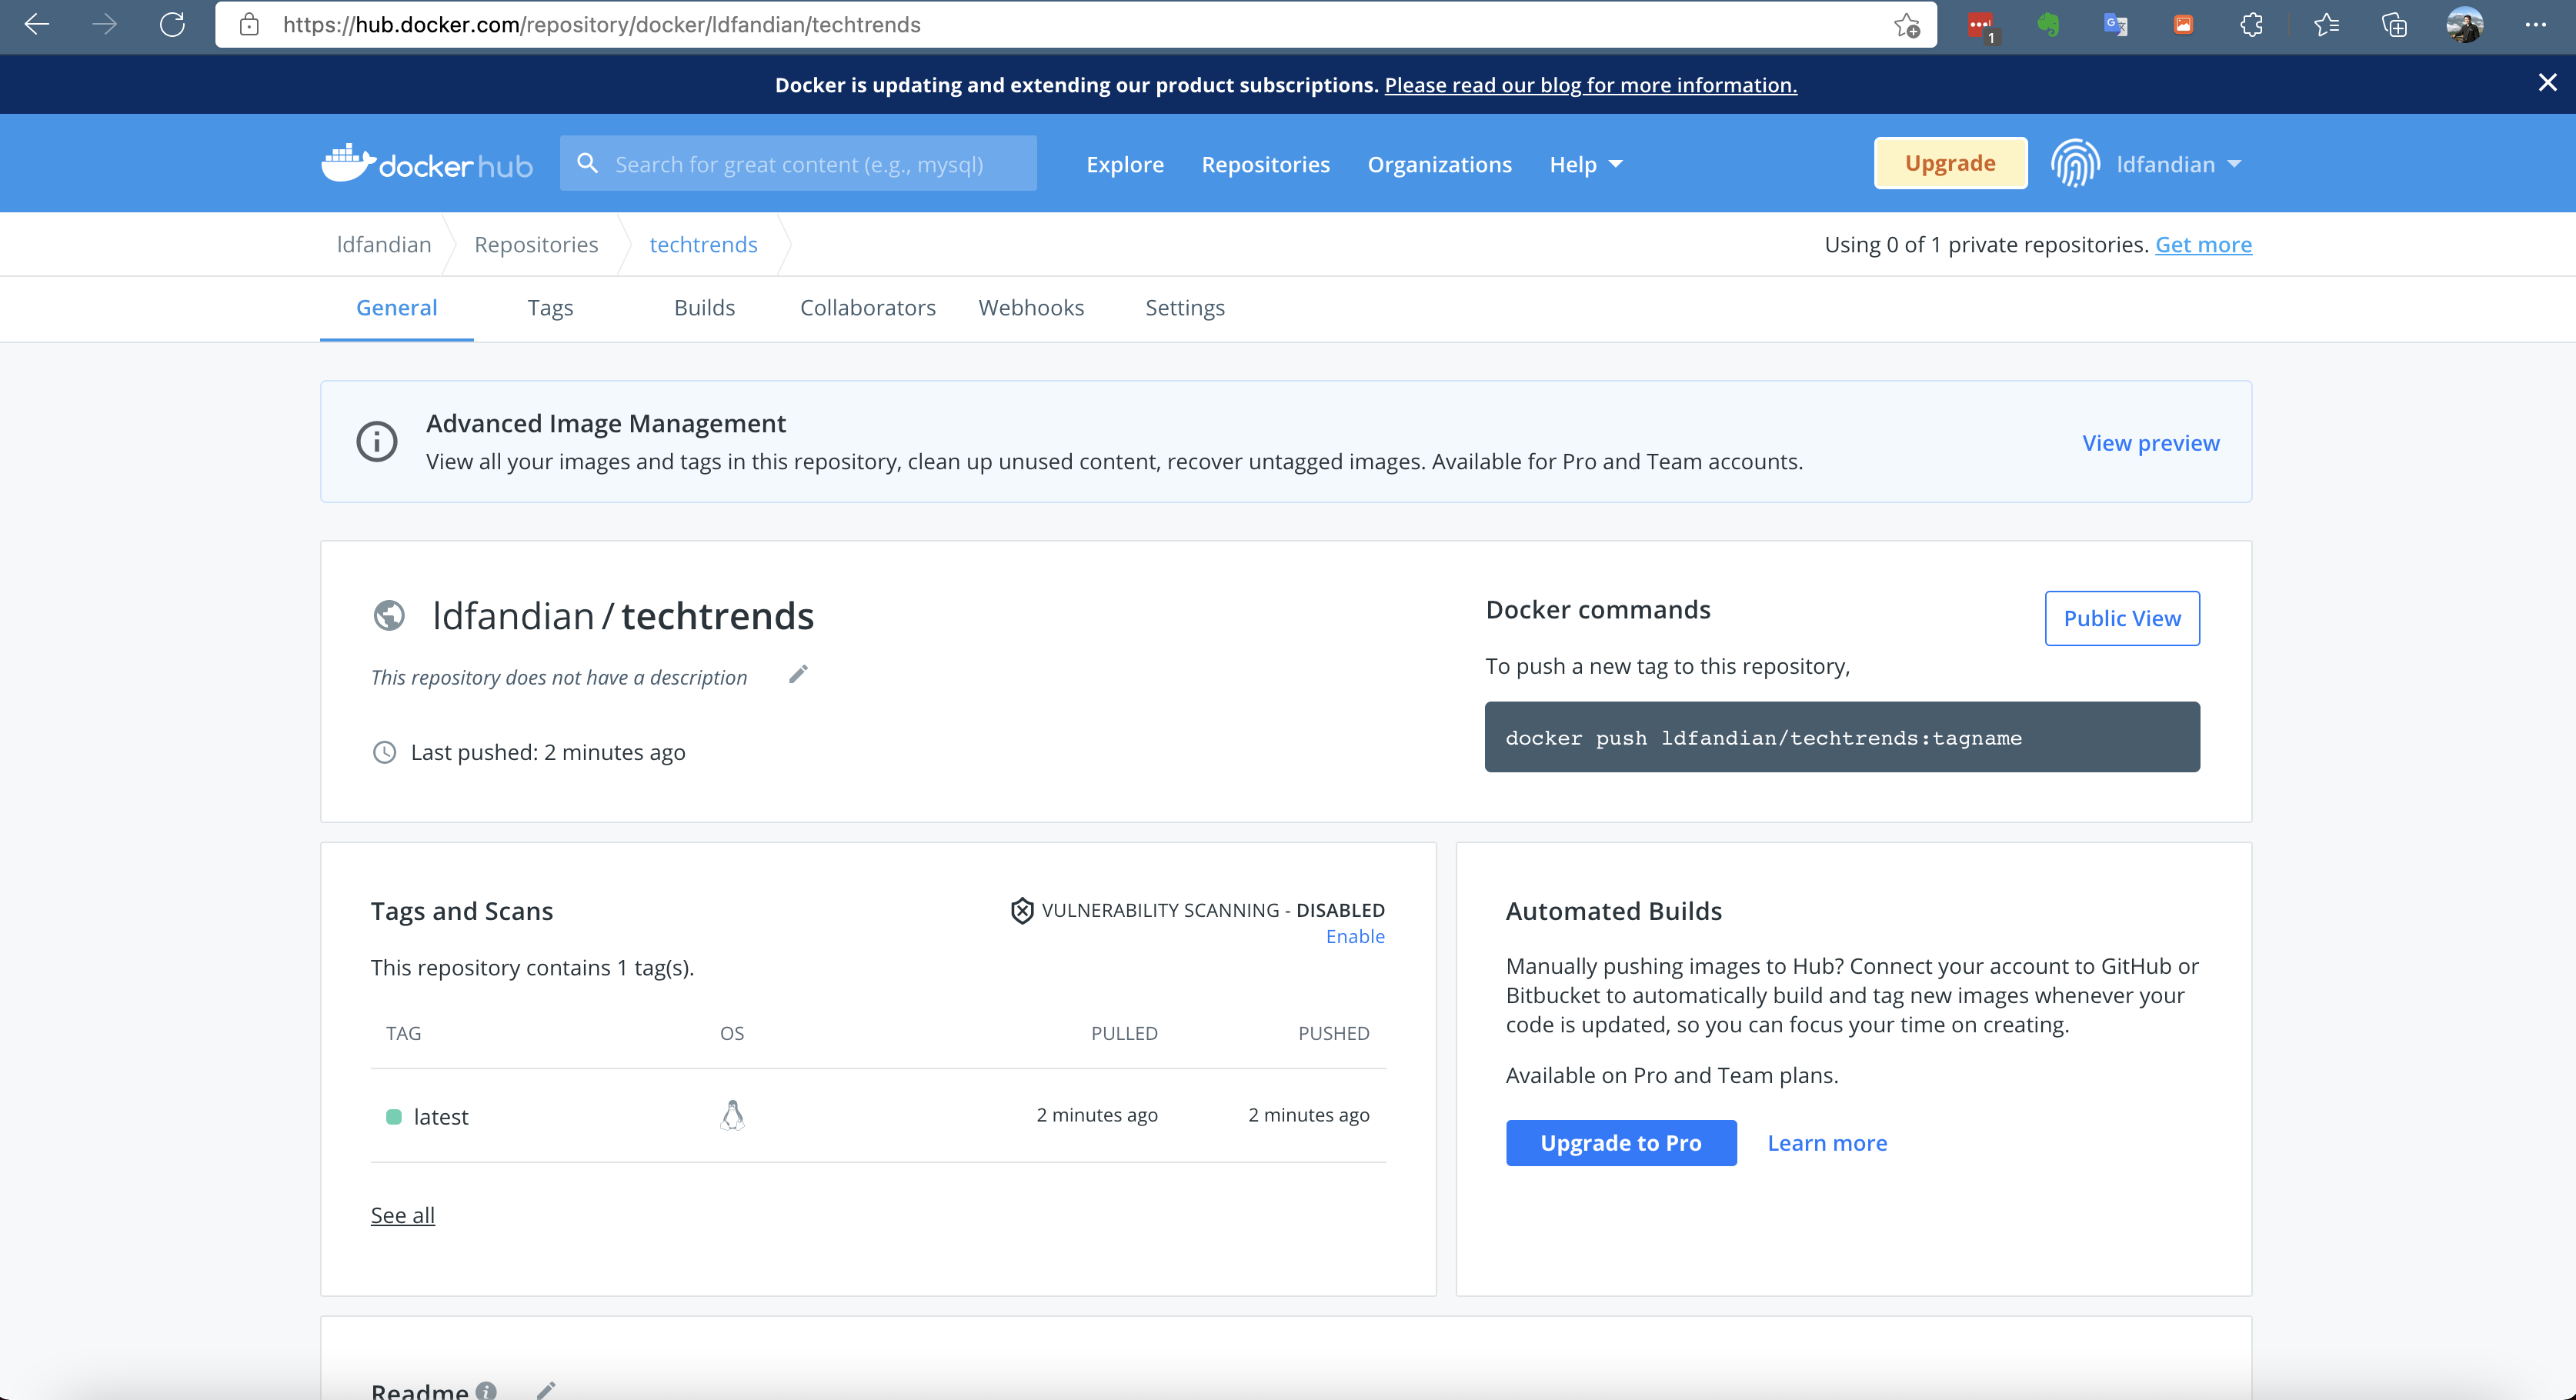 https://hub.docker.com/repository/docker/ldfandian/techtrends
1
Docker is updating and extending our product subscriptions. Please read our blog for more information.
docker hub
Search for great content (e.g., mysql)
Explore
Repositories
Organizations
Help
Upgrade
ldfandian
ldfandian
Repositories
techtrends
Using 0 of 1 private repositories. Get more
General
Tags
Builds
Collaborators
Webhooks
Settings
Advanced Image Management
View all your images and tags in this repository, clean up unused content, recover untagged images. Available for Pro and Team accounts.
View preview
ldfandian / techtrends
This repository does not have a description
Last pushed: 2 minutes ago
Docker commands
Public View
To push a new tag to this repository,
docker push ldfandian/techtrends:tagname
Tags and Scans
VULNERABILITY SCANNING - DISABLED
Enable
This repository contains 1 tag(s).
TAG
OS
PULLED
PUSHED
latest
2 minutes ago
2 minutes ago
See all
Automated Builds
Manually pushing images to Hub? Connect your account to GitHub or
Bitbucket to automatically build and tag new images whenever your
code is updated, so you can focus your time on creating.
Available on Pro and Team plans.
Upgrade to Pro
Learn more
Readme